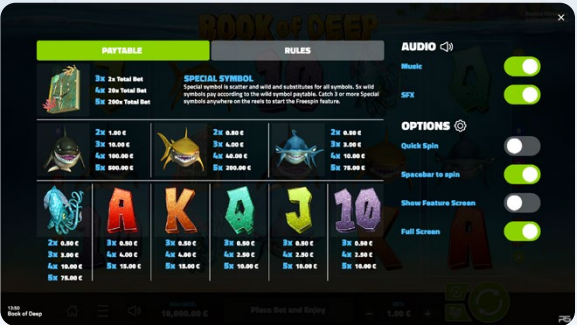 BOOK OF DEEP
PAYTABLE
RULES
3x 2x Total Bet
4x 20x Total Bet
5x 200x Total Bet
SPECIAL SYMBOL
Special symbol is scatter and wild and substitutes for all symbols. 5x wild
symbols pay according to the wild symbol paytable. Catch 3 or more Special
symbols anywhere on the reels to start the Freespin feature.
2x 1.00 €
3x 10.00 €
4x 100.00 €
5x 500.00 €
2x 0.50 €
3x 4.00 €
4x 40.00 €
5x 200.00 €
2x 0.50 €
3x 3.00 €
4x 10.00 €
5x 75.00 €
A
K
Q
J
10
2x 0.50 €
3x 3.00 €
4x 10.00 €
5x 75.00 €
3x 0.50 €
4x 4.00 €
5x 15.00 €
3x 0.50 €
4x 4.00 €
5x 15.00 €
3x 0.50 €
4x 2.50 €
5x 10.00 €
3x 0.50 €
4x 2.50 €
5x 10.00 €
3x 0.50 €
4x 2.50 €
5x 10.00 €
AUDIO
Music
SFX
OPTIONS
Quick Spin
Spacebar to spin
Show Feature Screen
Full Screen
13:50
Book of Deep
10,000.00 €
Place Bet and Enjoy
BET
1.00 €